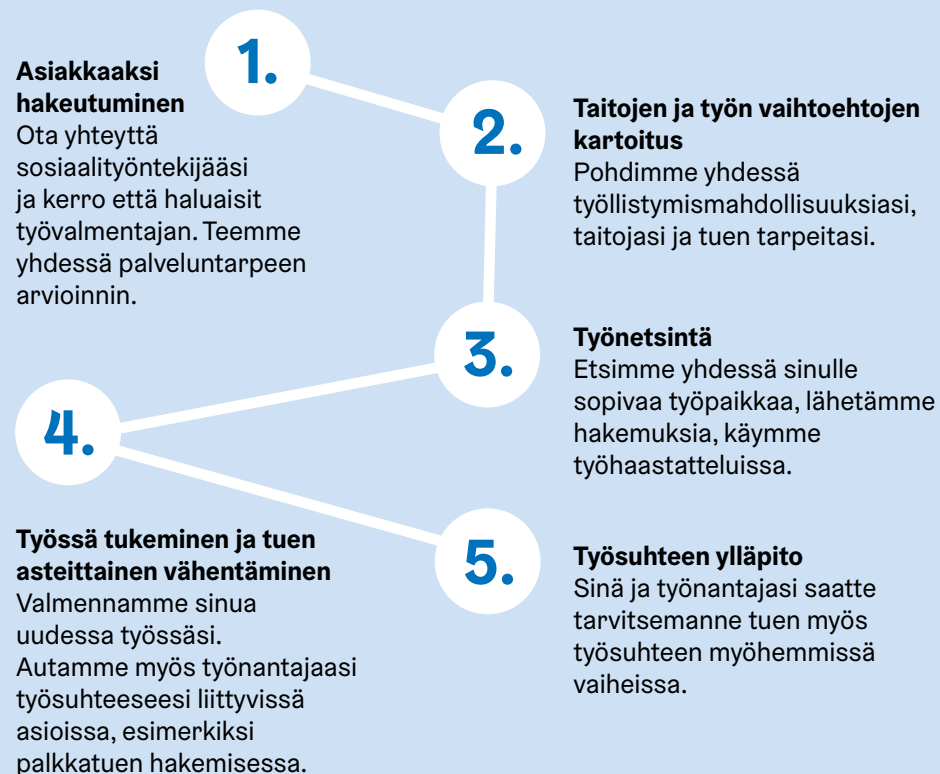 1.
Asiakkaaksi
hakeutuminen
Ota yhteyttä
sosiaalityöntekijääsi
ja kerro että haluaisit
työvalmentajan. Teemme
yhdessä palveluntarpeen
arvioinnin.
2.
Taitojen ja työn vaihtoehtojen
kartoitus
Pohdimme yhdessä
työllistymismahdollisuuksiasi,
taitojasi ja tuen tarpeitasi.
3.
Työnetsintä
Etsimme yhdessä sinulle
sopivaa työpaikkaa, lähetämme
hakemuksia, käymme
työhaastatteluissa.
4.
Työssä tukeminen ja tuen
asteittainen vähentäminen
Valmennamme sinua
uudessa työssäsi.
Autamme myös työnantajaasi
työsuhteeseesi liittyvissä
asioissa, esimerkiksi
palkkatuen hakemisessa.
5.
Työsuhteen ylläpito
Sinä ja työnantajasi saatte
tarvitsemanne tuen myös
työsuhteen myöhemmissä
vaiheissa.